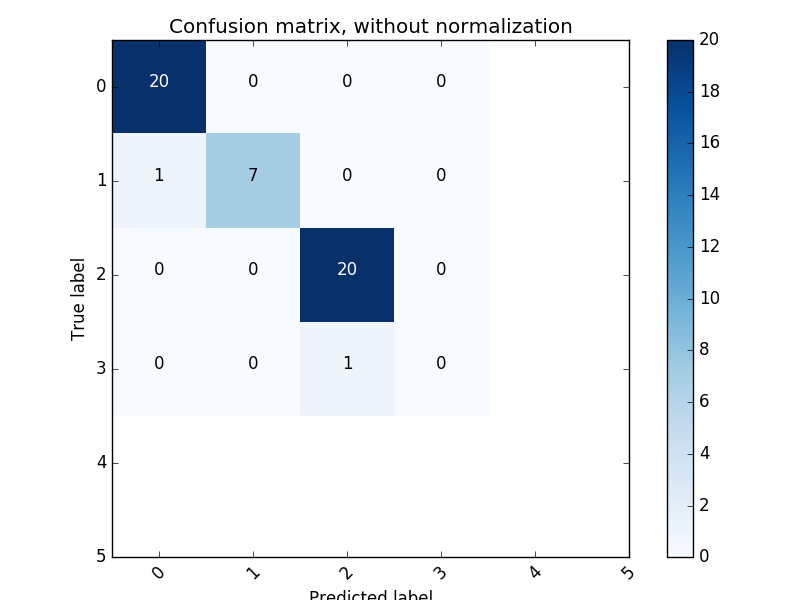 Confusion matrix, without normalization
0 20 0 0 0
1 1 7 0 0
2 0 0 20 0
3 0 0 1 0
4
5
True label
0 1 2 3 4 5
Predicted label
20
18
16
14
12
10
8
6
4
2
0